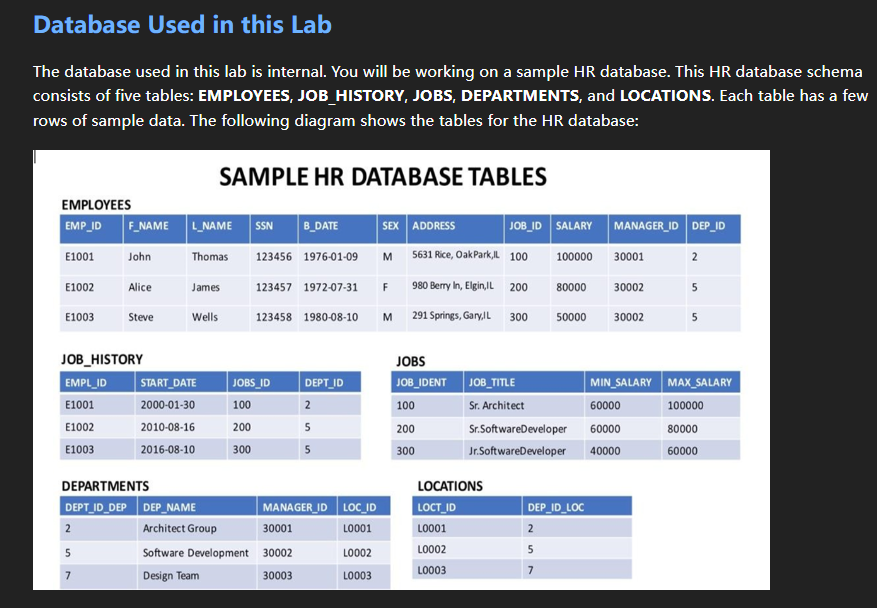 Database Used in this Lab
The database used in this lab is internal. You will be working on a sample HR database. This HR database schema
consists of five tables: EMPLOYEES, JOB_HISTORY, JOBS, DEPARTMENTS, and LOCATIONS. Each table has a few
rows of sample data. The following diagram shows the tables for the HR database:
SAMPLE HR DATABASE TABLES
EMPLOYEES
EMP_ID F_NAME L_NAME SSN B_DATE SEX ADDRESS JOB_ID SALARY MANAGER_ID DEP_ID
E1001 John Thomas 123456 1976-01-09 M 5631 Rice, OakPark,IL 100 100000 30001 2
E1002 Alice James 123457 1972-07-31 F 980 Berry ln, Elgin,IL 200 80000 30002 5
E1003 Steve Wells 123458 1980-08-10 M 291 Springs, Gary,IL 300 50000 30002 5
JOB_HISTORY
EMPL_ID START_DATE JOBS_ID DEPT_ID
E1001 2000-01-30 100 2
E1002 2010-08-16 200 5
E1003 2016-08-10 300 5
JOBS
JOB_IDENT JOB_TITLE MIN_SALARY MAX_SALARY
100 Sr. Architect 60000 100000
200 Sr.SoftwareDeveloper 60000 80000
300 Jr.SoftwareDeveloper 40000 60000
DEPARTMENTS
DEPT_ID_DEP DEP_NAME MANAGER_ID LOC_ID
2 Architect Group 30001 L0001
5 Software Development 30002 L0002
7 Design Team 30003 L0003
LOCATIONS
LOCT_ID DEP_ID_LOC
L0001 2
L0002 5
L0003 7